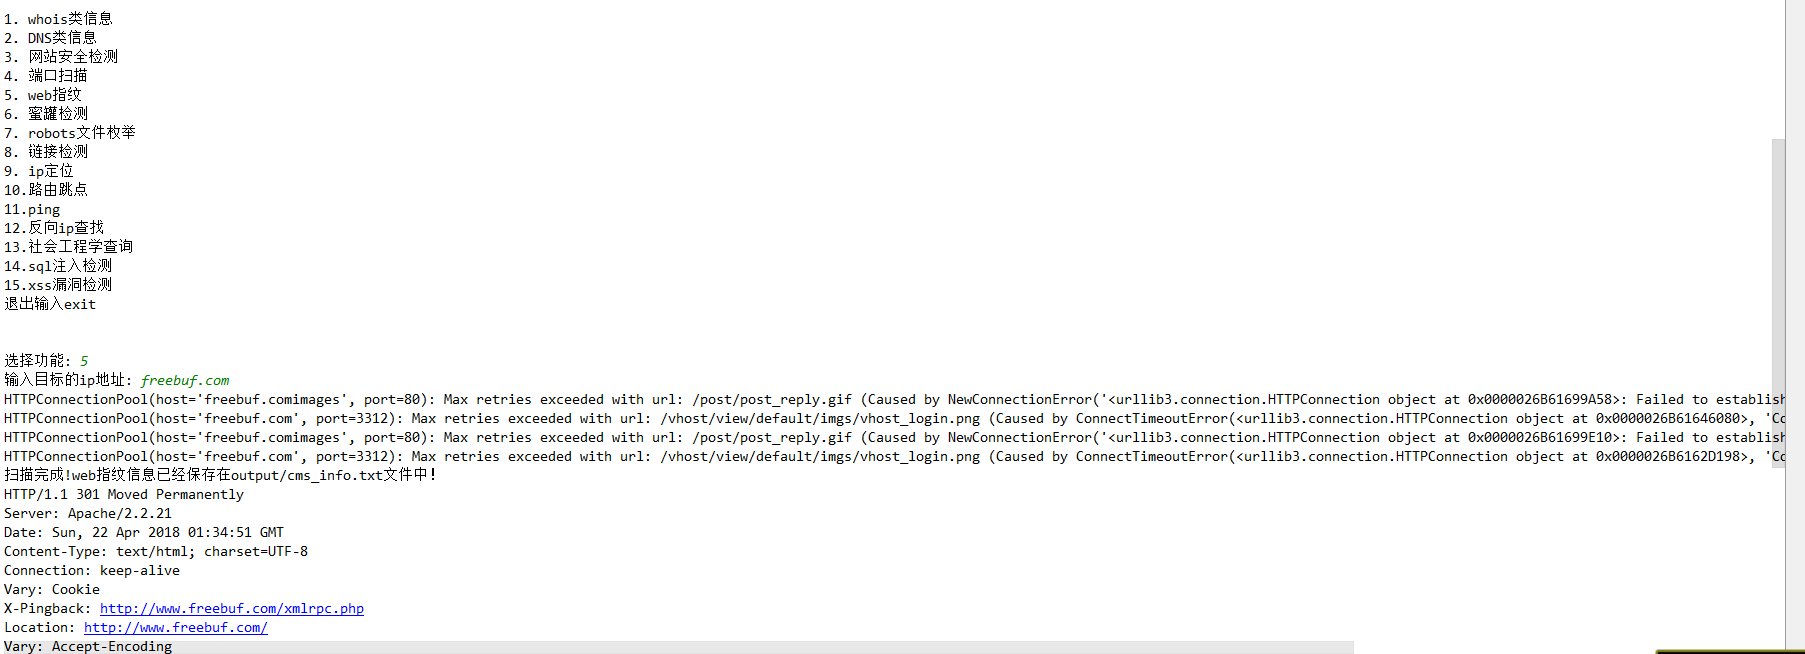 1. whois类信息
2. DNS类信息
3. 网站安全检测
4. 端口扫描
5. web指纹
6. 蜜罐检测
7. robots文件枚举
8. 链接检测
9. ip定位
10.路由跳点
11.ping
12.反向ip查找
13.社会工程学查询
14.sql注入检测
15.xss漏洞检测
退出输入exit
选择功能: 5
输入目标的ip地址: freebuf.com
HTTPConnectionPool(host='freebuf.comimages', port=80): Max retries exceeded with url: /post/post_reply.gif (Caused by NewConnectionError('<urllib3.connection.HTTPConnection object at 0x0000026B61699A58>: Failed to establish
HTTPConnectionPool(host='freebuf.com', port=3312): Max retries exceeded with url: /vhost/view/default/imgs/vhost_login.png (Caused by ConnectTimeoutError(<urllib3.connection.HTTPConnection object at 0x0000026B61646080>, 'Co
HTTPConnectionPool(host='freebuf.comimages', port=80): Max retries exceeded with url: /post/post_reply.gif (Caused by NewConnectionError('<urllib3.connection.HTTPConnection object at 0x0000026B61699E10>: Failed to establish
HTTPConnectionPool(host='freebuf.com', port=3312): Max retries exceeded with url: /vhost/view/default/imgs/vhost_login.png (Caused by ConnectTimeoutError(<urllib3.connection.HTTPConnection object at 0x0000026B6162D198>, 'Co
扫描完成!web指纹信息已经保存在output/cms_info.txt文件中!
HTTP/1.1 301 Moved Permanently
Server: Apache/2.2.21
Date: Sun, 22 Apr 2018 01:34:51 GMT
Content-Type: text/html; charset=UTF-8
Connection: keep-alive
Vary: Cookie
X-Pingback: http://www.freebuf.com/xmlrpc.php
Location: http://www.freebuf.com/
Vary: Accept-Encoding